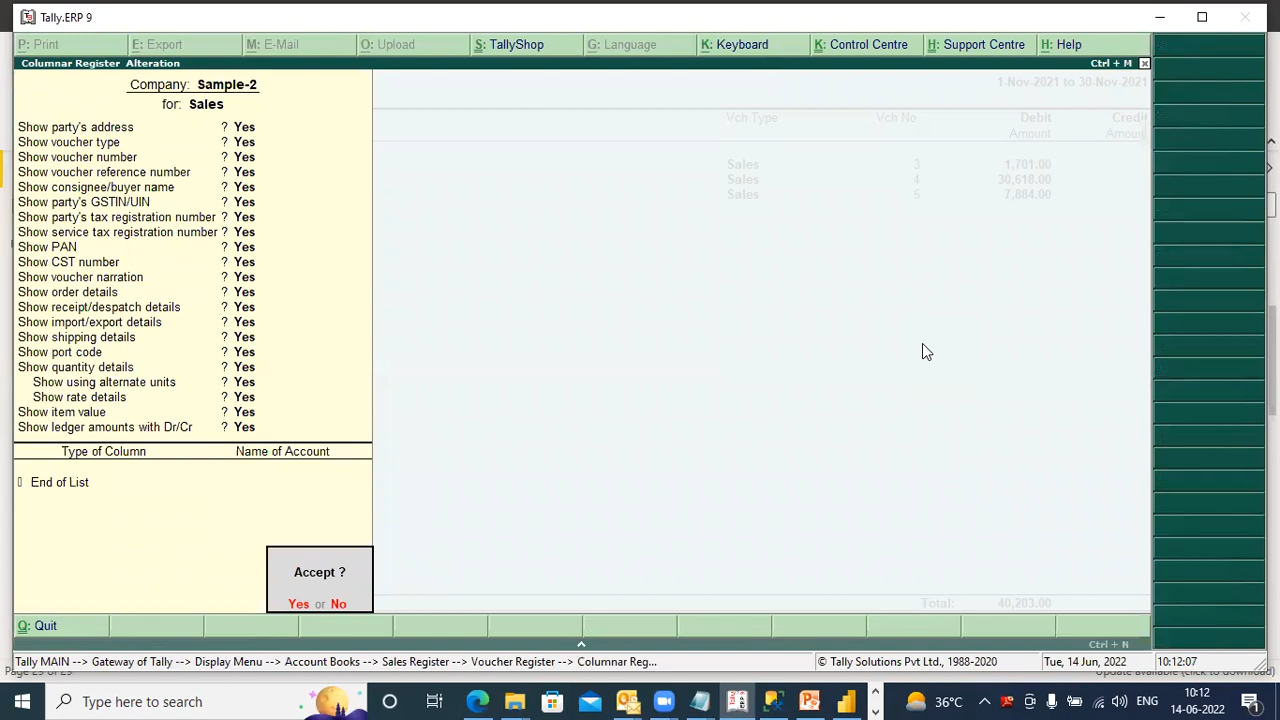 Tally.ERP 9
P: Print E: Export M: E-Mail O: Upload S: TallyShop G: Language K: Keyboard K: Control Centre H: Support Centre H: Help
Columnar Register Alteration Ctrl + M
Company: Sample-2 1-Nov-2021 to 30-Nov-2021
for: Sales
Vch Type Vch No Debit Credit
Amount Amount
Show party's address ? Yes
Show voucher type ? Yes
Show voucher number ? Yes
Sales 3 1,701.00
Show voucher reference number ? Yes
Sales 4 30,618.00
Show consignee/buyer name ? Yes
Sales 5 7,884.00
Show party's GSTIN/UIN ? Yes
Show party's tax registration number ? Yes
Show service tax registration number ? Yes
Show PAN ? Yes
Show CST number ? Yes
Show voucher narration ? Yes
Show order details ? Yes
Show receipt/despatch details ? Yes
Show import/export details ? Yes
Show shipping details ? Yes
Show port code ? Yes
Show quantity details ? Yes
Show using alternate units ? Yes
Show rate details ? Yes
Show item value ? Yes
Show ledger amounts with Dr/Cr ? Yes
Type of Column Name of Account
End of List
Accept ?
Yes or No
Total: 40,203.00
Q: Quit
Ctrl + N
Tally MAIN --> Gateway of Tally --> Display Menu --> Account Books --> Sales Register --> Voucher Register --> Columnar Reg... © Tally Solutions Pvt Ltd., 1988-2020 Tue, 14 Jun, 2022 10:12:07
Type here to search 36°C ENG 10:12
14-06-2022